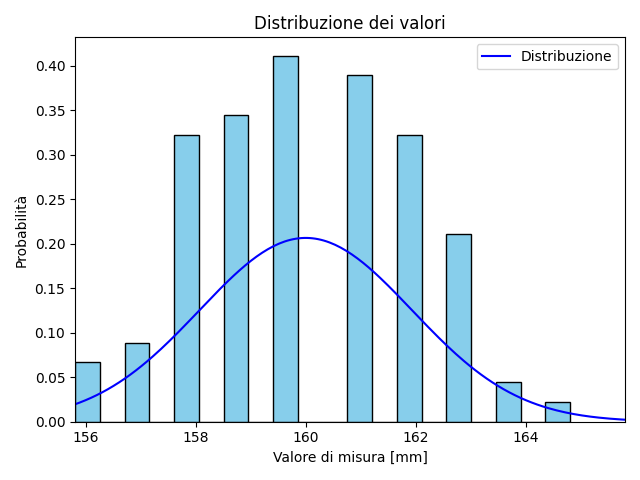 Distribuzione dei valori
Distribuzione
Probabilità
0.40
0.35
0.30
0.25
0.20
0.15
0.10
0.05
0.00
156 158 160 162 164
Valore di misura [mm]